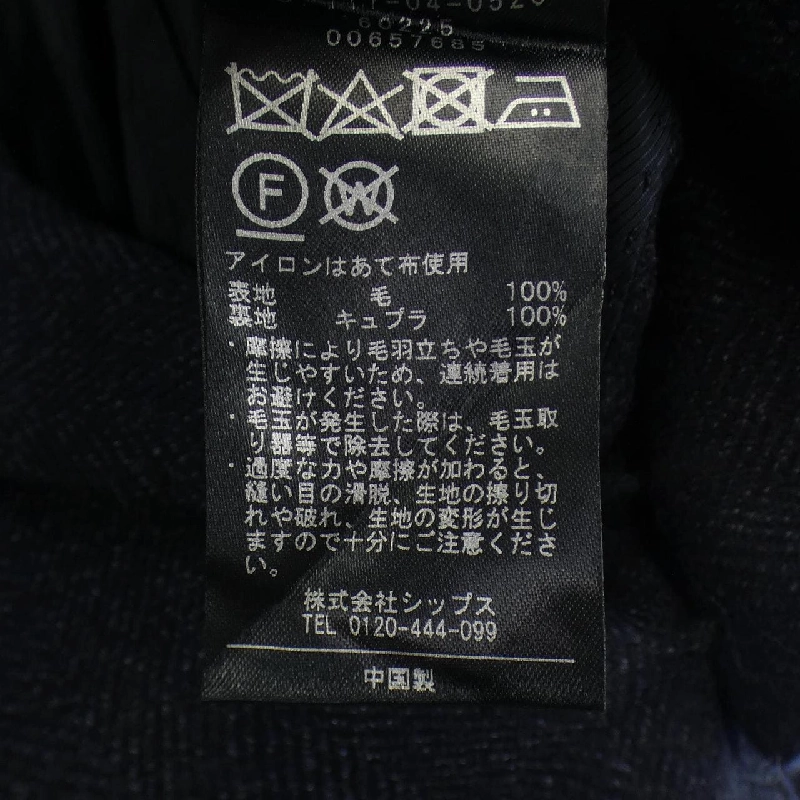 60225
00657685
F
W
アイロンはあて布使用
表地 毛 100%
裏地 キュプラ 100%
・摩擦により毛羽立ちや毛玉が
生じやすいため、連続着用は
お避けください。
・毛玉が発生した際は、毛玉取
り器等で除去してください。
・過度な力や摩擦が加わると、
縫い目の滑脱、生地の擦り切
れや破れ、生地の変形が生じ
ますので十分にご注意くださ
い。
株式会社シップス
TEL 0120-444-099
中国製